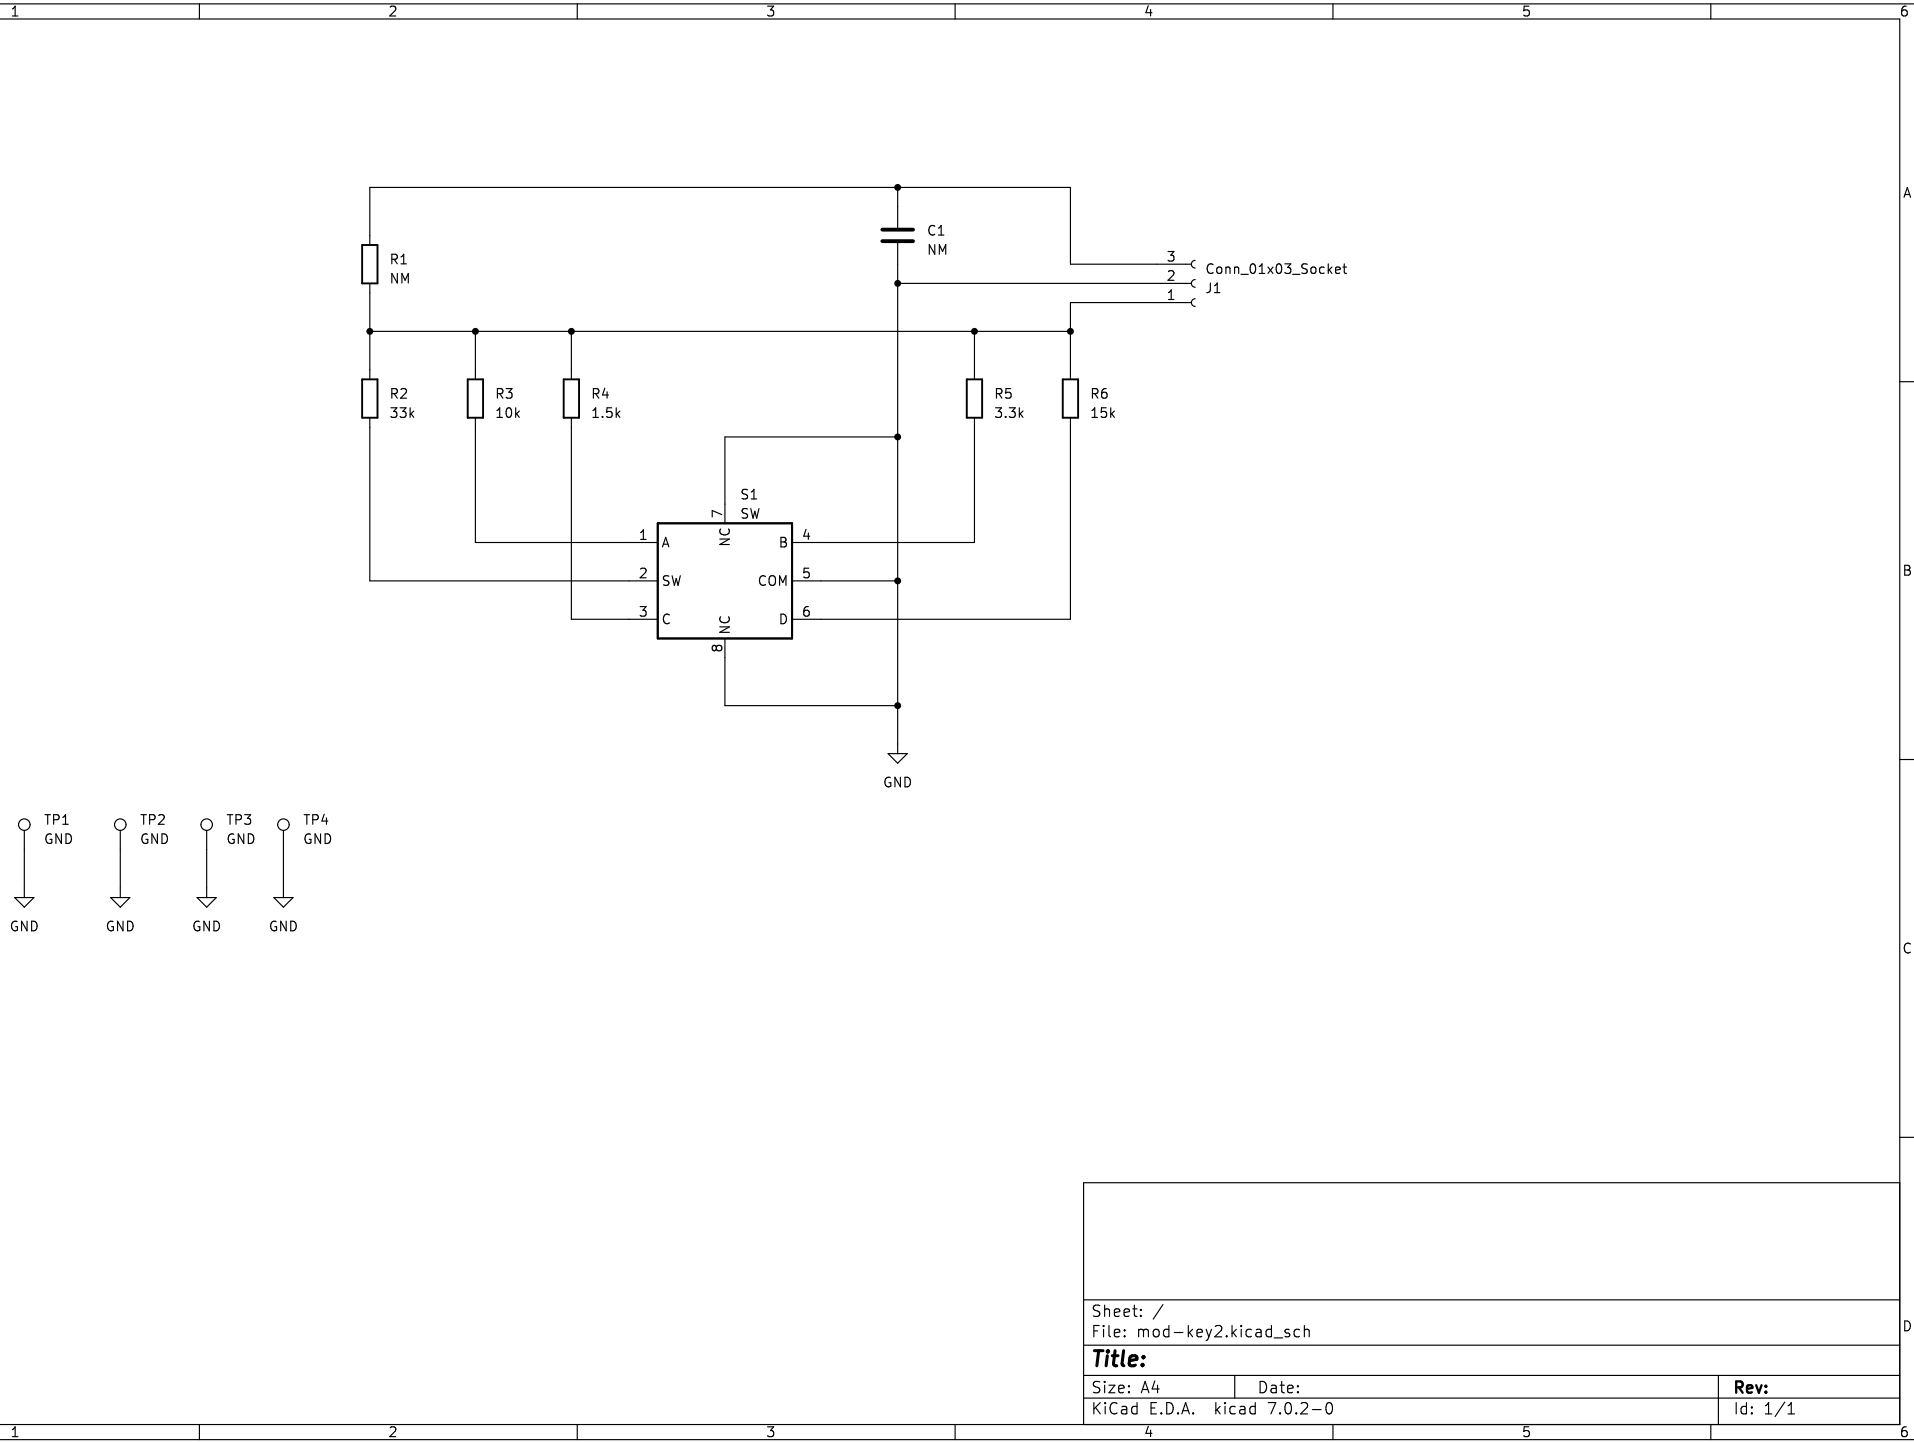 1 2 3 4 5 6
A
C1
NM
R1
NM
3
Conn_01x03_Socket
2
J1
1
R2
33k
R3
10k
R4
1.5k
R5
3.3k
R6
15k
S1
SW
7
NC
1
A
B
4
2
SW
COM
5
B
3
C
D
6
NC
8
GND
TP1
GND
TP2
GND
TP3
GND
TP4
GND
GND
GND
GND
GND
C
Sheet: /
File: mod-key2.kicad_sch
D
Title:
Size: A4 Date: Rev:
KiCad E.D.A. kicad 7.0.2-0 Id: 1/1
1 2 3 4 5 6